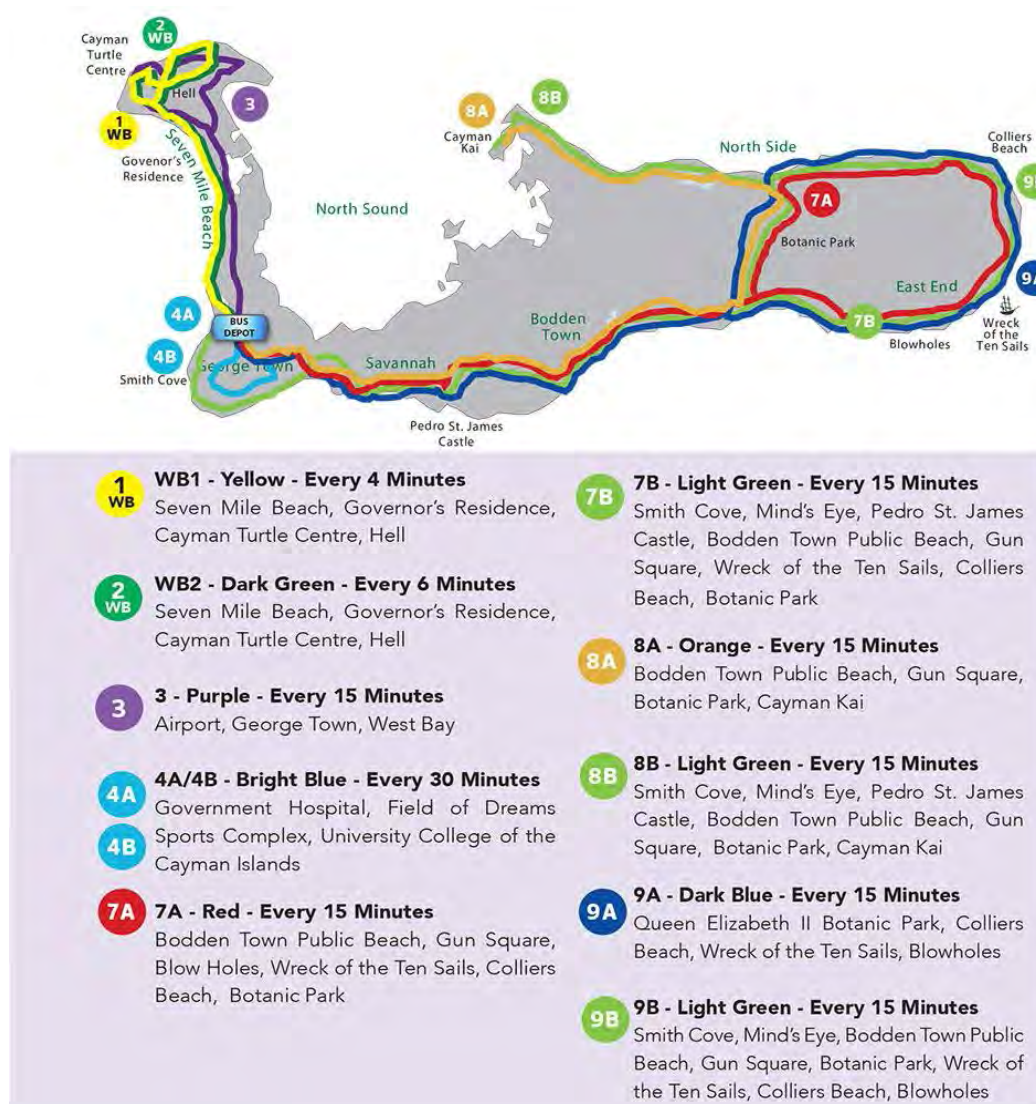 2
WB
Cayman
Turtle
Centre
Hell
3
1
WB
Govenor's
Residence
Seven Mile Beach
North Sound
8A
8B
Cayman
Kai
North Side
Colliers
Beach
9B
7A
Botanic Park
East End
9A
Wreck
of the
Ten Sails
7B
Blowholes
4A
BUS
DEPOT
4B
Smith Cove
George Town
Savannah
Bodden
Town
Pedro St. James
Castle
1
WB
WB1 - Yellow - Every 4 Minutes
Seven Mile Beach, Governor's Residence,
Cayman Turtle Centre, Hell
2
WB
WB2 - Dark Green - Every 6 Minutes
Seven Mile Beach, Governor's Residence,
Cayman Turtle Centre, Hell
3
3 - Purple - Every 15 Minutes
Airport, George Town, West Bay
4A
4B
4A/4B - Bright Blue - Every 30 Minutes
Government Hospital, Field of Dreams
Sports Complex, University College of the
Cayman Islands
7A
7A - Red - Every 15 Minutes
Bodden Town Public Beach, Gun Square,
Blow Holes, Wreck of the Ten Sails, Colliers
Beach, Botanic Park
7B
7B - Light Green - Every 15 Minutes
Smith Cove, Mind's Eye, Pedro St. James
Castle, Bodden Town Public Beach, Gun
Square, Wreck of the Ten Sails, Colliers
Beach, Botanic Park
8A
8A - Orange - Every 15 Minutes
Bodden Town Public Beach, Gun Square,
Botanic Park, Cayman Kai
8B
8B - Light Green - Every 15 Minutes
Smith Cove, Mind's Eye, Pedro St. James
Castle, Bodden Town Public Beach, Gun
Square, Botanic Park, Cayman Kai
9A
9A - Dark Blue - Every 15 Minutes
Queen Elizabeth II Botanic Park, Colliers
Beach, Wreck of the Ten Sails, Blowholes
9B
9B - Light Green - Every 15 Minutes
Smith Cove, Mind's Eye, Bodden Town Public
Beach, Gun Square, Botanic Park, Wreck of
the Ten Sails, Colliers Beach, Blowholes